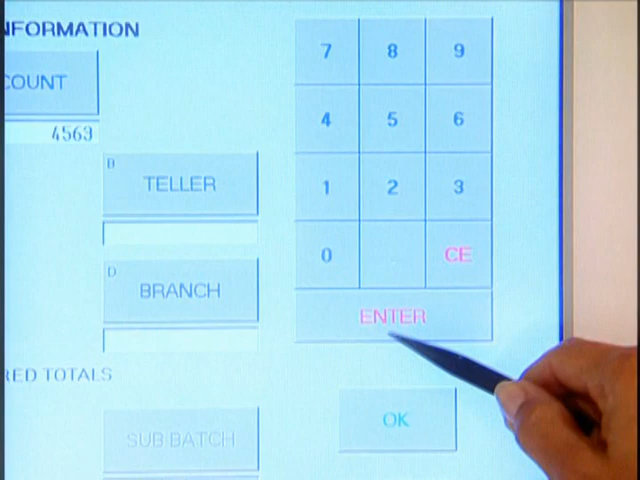 NFORMATION
COUNT
4563
B
TELLER
D
BRANCH
RED TOTALS
SUB BATCH
7 8 9
4 5 6
1 2 3
0 CE
ENTER
OK